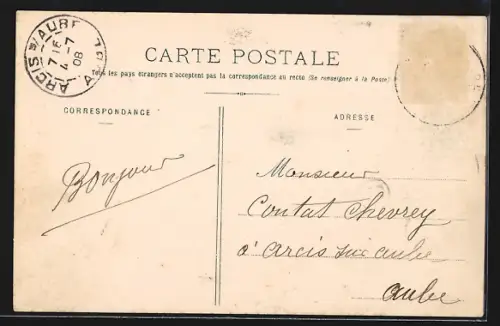 ARCIS S/AUBE
7 15
4 -7
08
CARTE POSTALE
Tous les pays étrangers n'acceptent pas la correspondance au recto (Se renseigner à la Poste)
CORRESPONDANCE
ADRESSE
Bonjour
Monsieur
Contat Chevrey
à Arcis sur aube
aube